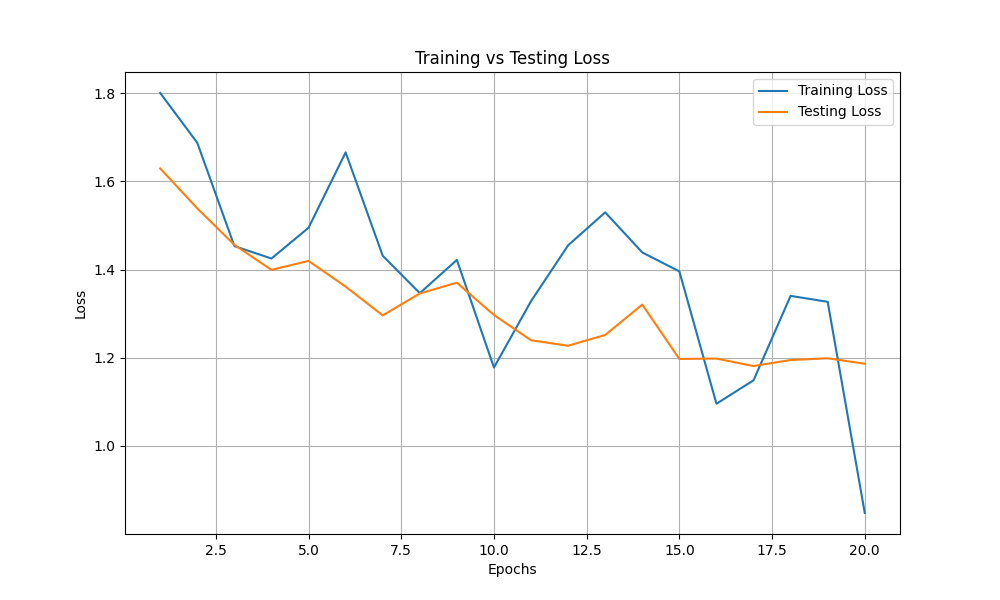 Training vs Testing Loss
Training Loss
Testing Loss
1.8
1.6
1.4
1.2
1.0
Loss
2.5 5.0 7.5 10.0 12.5 15.0 17.5 20.0
Epochs